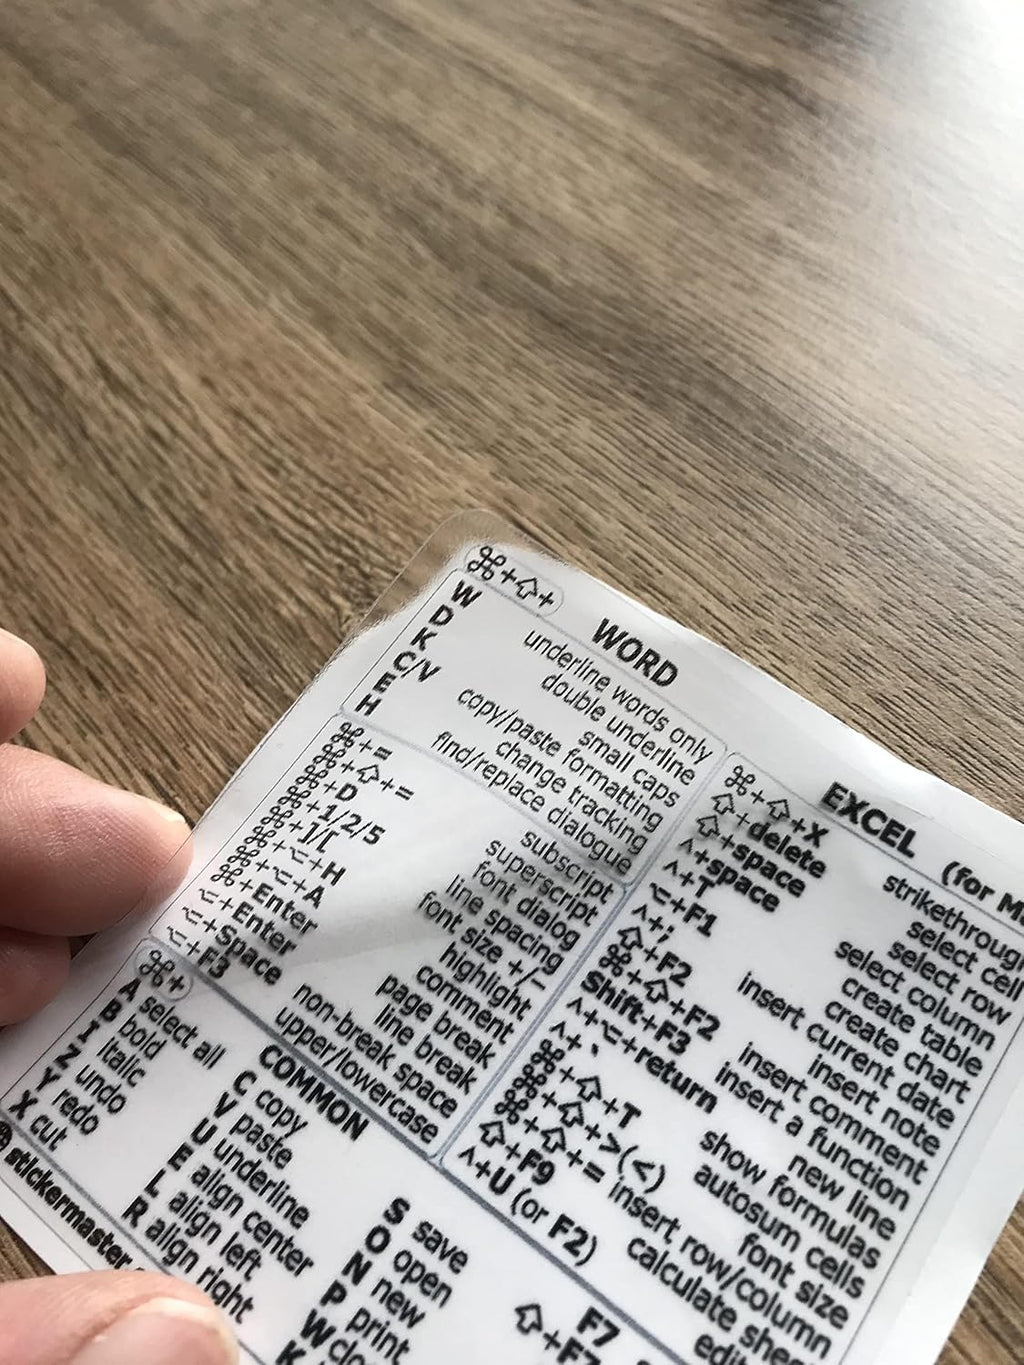 ⌘+⇧+ WORD
W underline words only
D double underline
K small caps
C/V copy/paste formatting
E change tracking
H find/replace dialogue
⌘+= subscript
⌘+⇧+= superscript
⌘+D font dialog
⌘+1/2/5 line spacing
⌘+]/[ font size +/-
⌘+⌥+H highlight
⌘+⌥+A comment
⌘+Enter page break
⌥+Enter line break
⌥+Space non-break space
⌥+F3 upper/lowercase
EXCEL (for
⌘+⇧+X strikethrough
⇧+delete select cell
⇧+space select row
^+space select column
^+T create table
⌥+F1 create chart
^+; insert current date
⇧+F2 insert note
⌘+⇧+F2 insert comment
Shift+F3 insert a function
^+⌥+return new line
^+` show formulas
⌘+⇧+T autosum cells
⌘+⇧+>(<) font size
⌘+⇧+= insert row/column
⇧+F9 calculate
^+U (or F2)
⌘+ COMMON
A select all
B bold
I italic
Z undo
Y redo
X cut
C copy
V paste
U underline
E align center
L align left
R align right
S save
O open
N new
P print
W
K
F7
⇧+F7
stickermaster